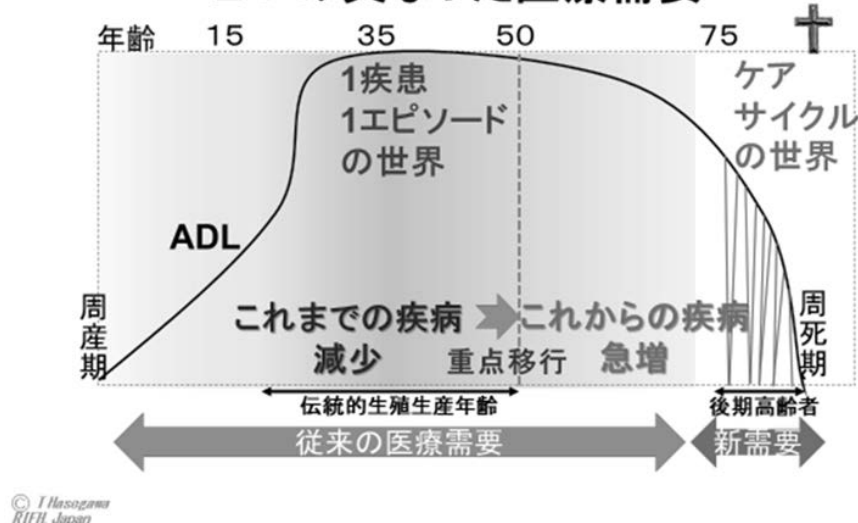 年齢 15 35 50 75
1疾患
1エピソード
の世界
ケア
サイクル
の世界
ADL
周産期
これまでの疾病
減少
重点移行
これからの疾病
急増
周死期
伝統的生殖生産年齢
後期高齢者
従来の医療需要
新需要
© T Hasegawa
RIFH, Japan